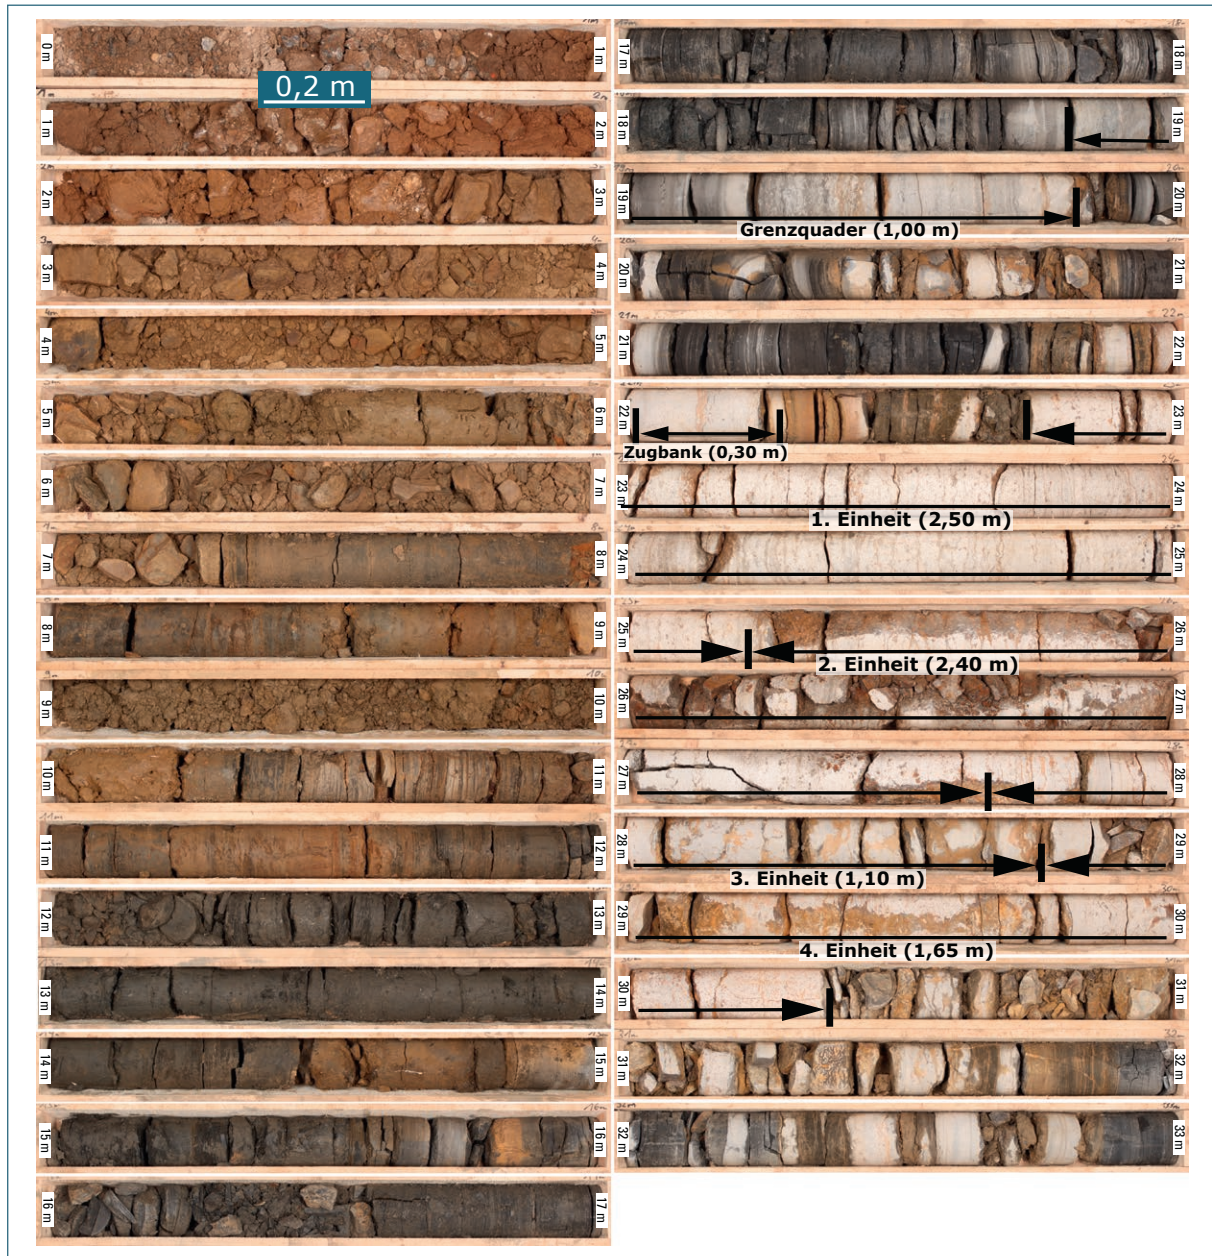 0 m
1 m
0,2 m
1 m
2 m
2 m
3 m
3 m
4 m
4 m
5 m
5 m
6 m
6 m
7 m
7 m
8 m
8 m
9 m
9 m
10 m
10 m
11 m
11 m
12 m
12 m
13 m
13 m
14 m
14 m
15 m
15 m
16 m
16 m
17 m
17 m
18 m
18 m
19 m
19 m
20 m
Grenzquader (1,00 m)
20 m
21 m
21 m
22 m
22 m
23 m
Zugbank (0,30 m)
23 m
24 m
1. Einheit (2,50 m)
24 m
25 m
25 m
26 m
2. Einheit (2,40 m)
26 m
27 m
27 m
28 m
28 m
29 m
3. Einheit (1,10 m)
29 m
30 m
4. Einheit (1,65 m)
30 m
31 m
31 m
32 m
32 m
33 m